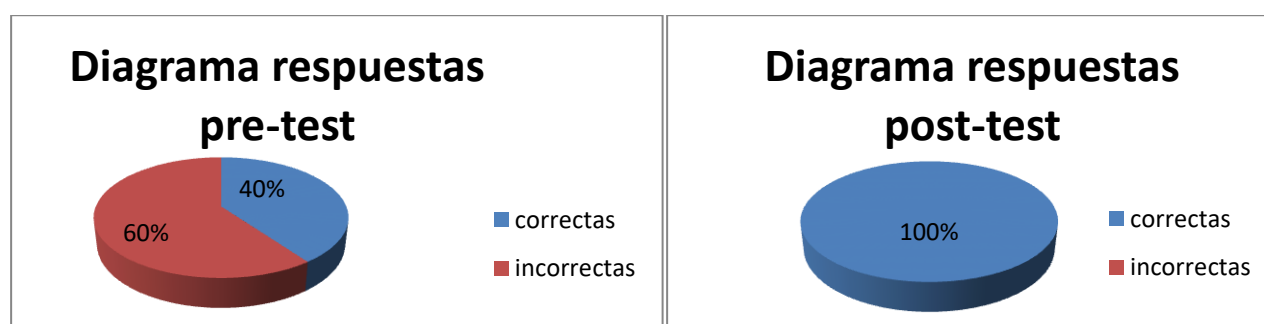 Diagrama respuestas
pre-test
40%
60%
correctas
incorrectas
Diagrama respuestas
post-test
100%
correctas
incorrectas